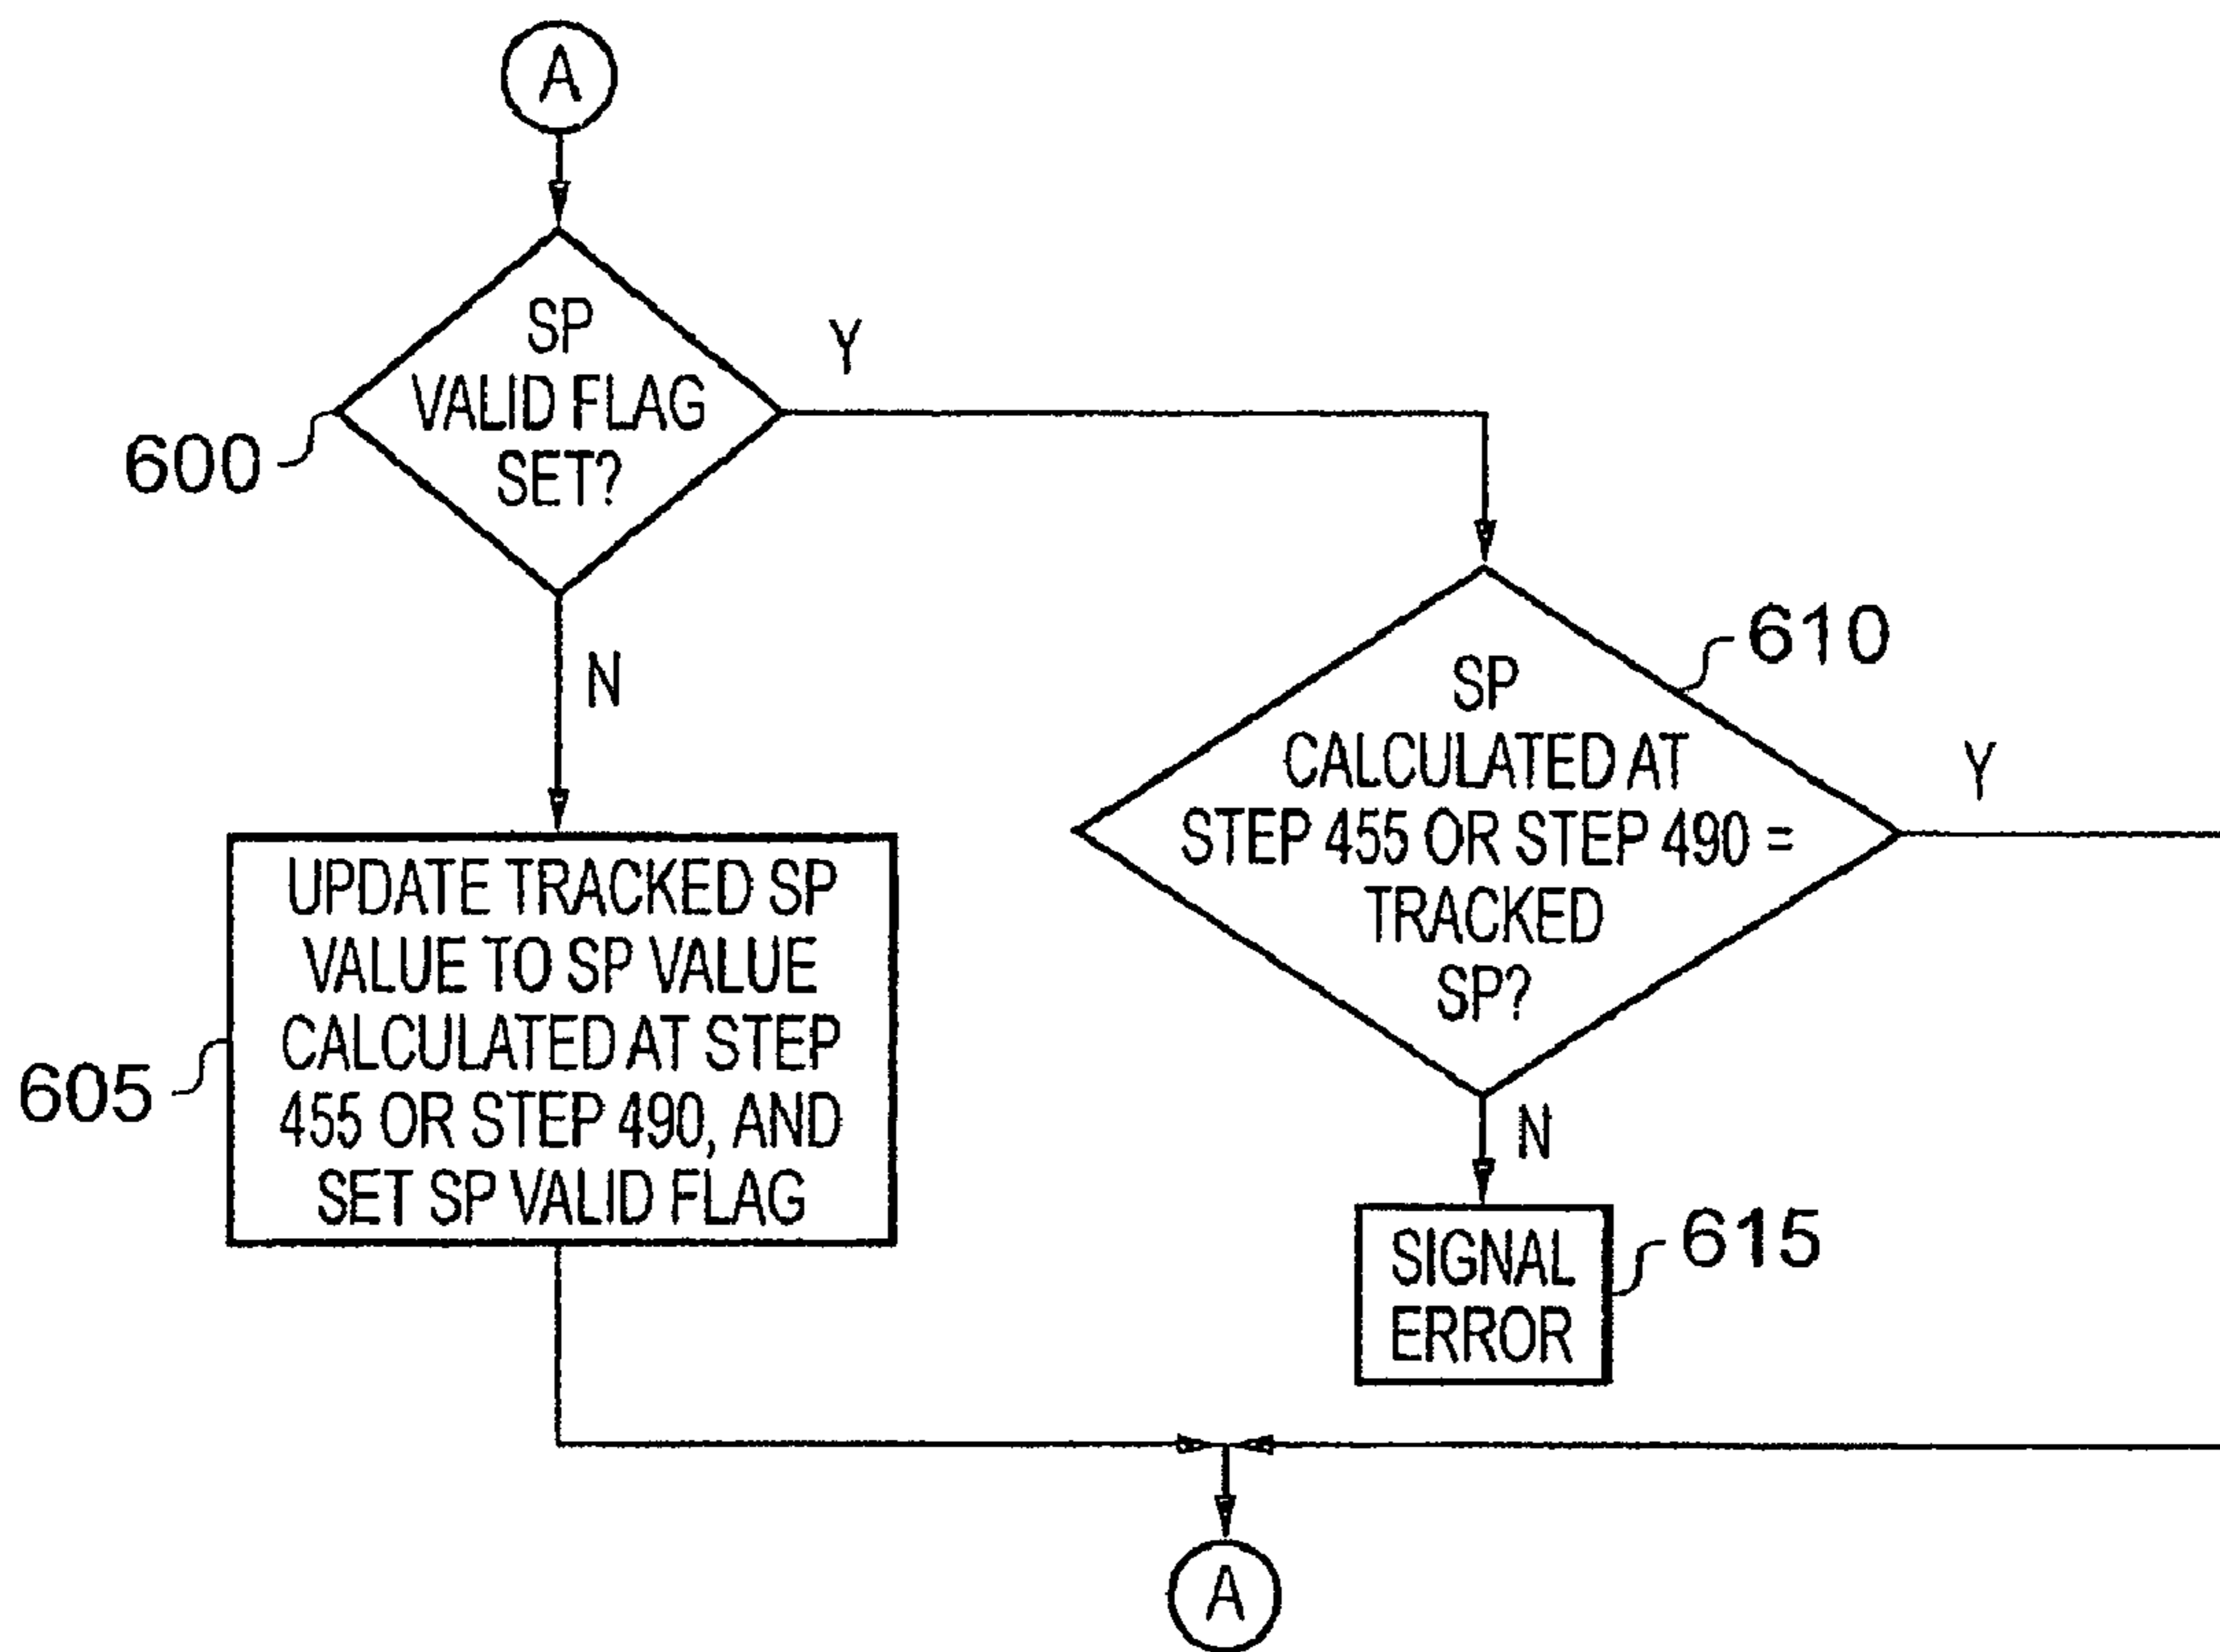 A
SP
VALID FLAG
SET?
600
Y
N
610
SP
CALCULATED AT
STEP 455 OR STEP 490 =
TRACKED
SP?
Y
N
605
UPDATE TRACKED SP
VALUE TO SP VALUE
CALCULATED AT STEP
455 OR STEP 490, AND
SET SP VALID FLAG
SIGNAL
ERROR
615
A